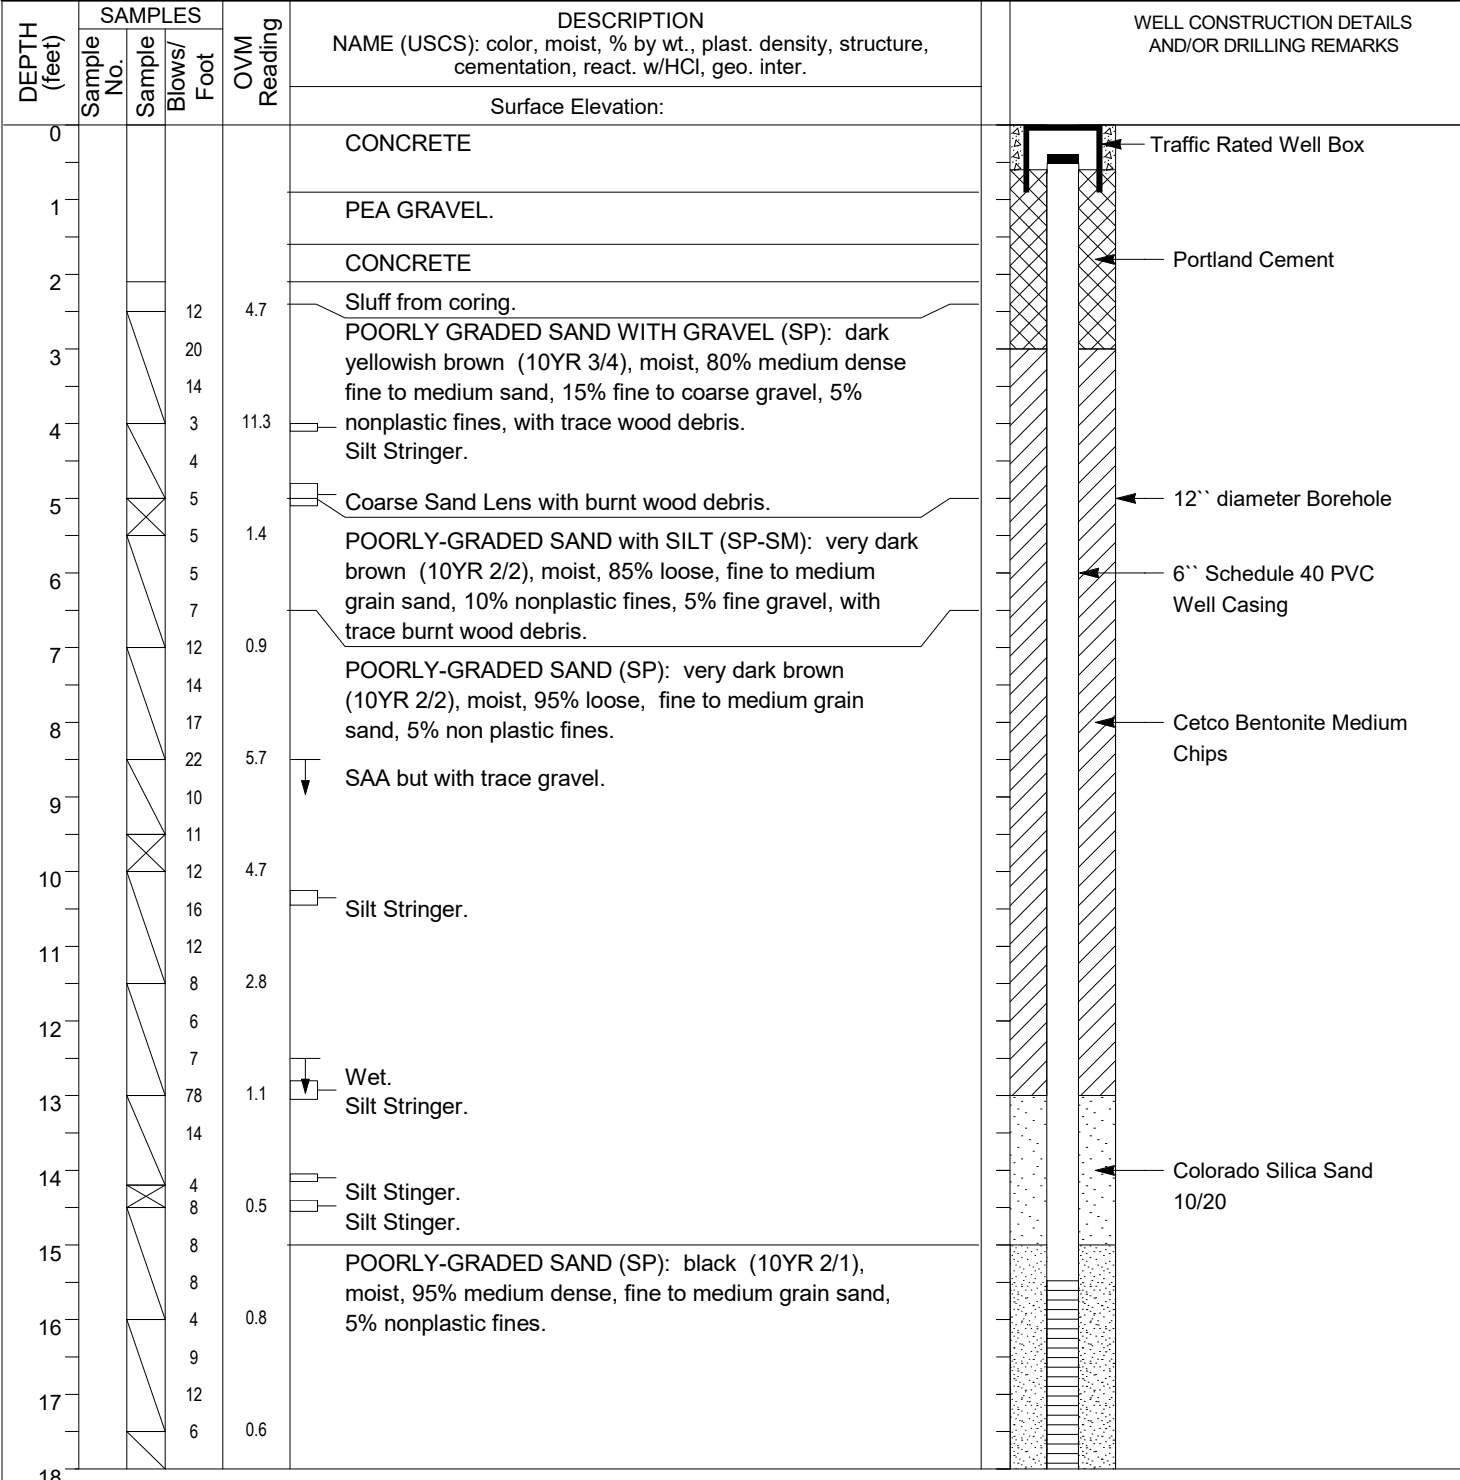 DEPTH
(feet)
SAMPLES
Sample
No.
Sample
Blows/
Foot
OVM
Reading
DESCRIPTION
NAME (USCS): color, moist, % by wt., plast. density, structure,
cementation, react. w/HCl, geo. inter.
Surface Elevation:
WELL CONSTRUCTION DETAILS
AND/OR DRILLING REMARKS
0
CONCRETE
Traffic Rated Well Box
1
PEA GRAVEL.
CONCRETE
Portland Cement
2
Sluff from coring.
12 4.7
POORLY GRADED SAND WITH GRAVEL (SP): dark
yellowish brown (10YR 3/4), moist, 80% medium dense
fine to medium sand, 15% fine to coarse gravel, 5%
nonplastic fines, with trace wood debris.
3
20
14
4
3 11.3
Silt Stringer.
4
5
5
Coarse Sand Lens with burnt wood debris.
12`` diameter Borehole
5 1.4
POORLY-GRADED SAND with SILT (SP-SM): very dark
brown (10YR 2/2), moist, 85% loose, fine to medium
grain sand, 10% nonplastic fines, 5% fine gravel, with
trace burnt wood debris.
6
5
6`` Schedule 40 PVC
Well Casing
7
7
12 0.9
POORLY-GRADED SAND (SP): very dark brown
(10YR 2/2), moist, 95% loose, fine to medium grain
sand, 5% non plastic fines.
14
8
17
Cetco Bentonite Medium
Chips
22 5.7
SAA but with trace gravel.
9
10
11
10
12 4.7
16
Silt Stringer.
11
12
8 2.8
12
6
7
Wet.
13
78 1.1
Silt Stringer.
14
14
4
Silt Stinger.
Colorado Silica Sand
10/20
8 0.5
Silt Stinger.
15
8
POORLY-GRADED SAND (SP): black (10YR 2/1),
moist, 95% medium dense, fine to medium grain sand,
5% nonplastic fines.
8
16
4 0.8
9
17
12
6 0.6
18